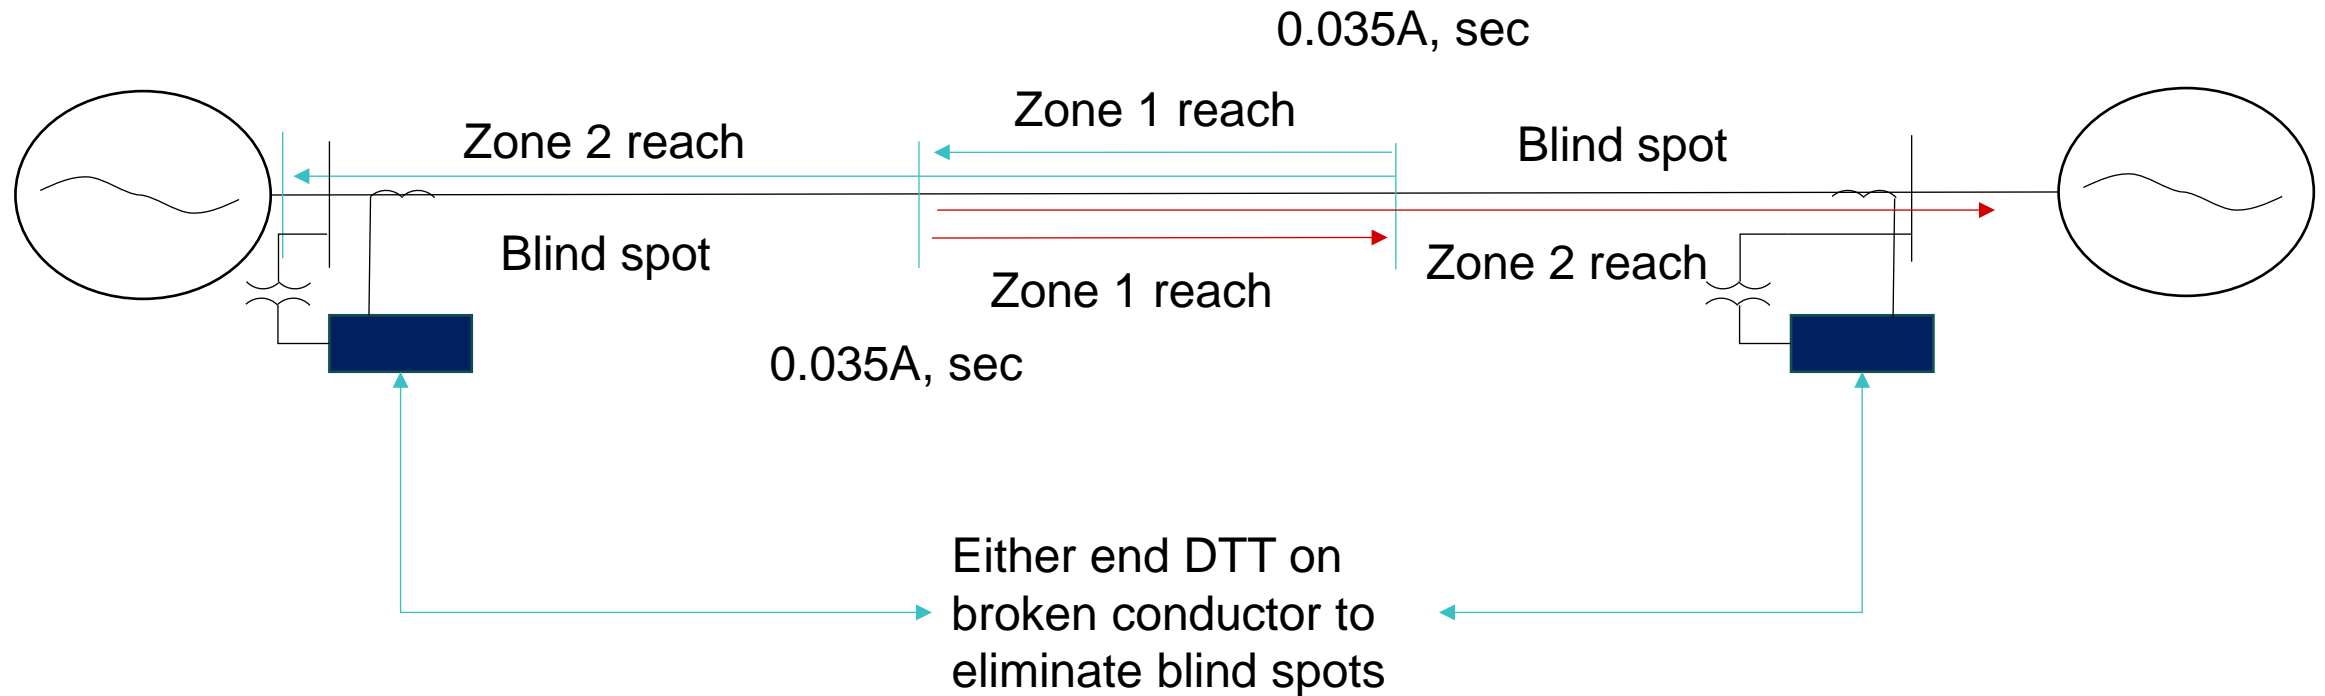 0.035A, sec
Zone 1 reach
Zone 2 reach
Blind spot
Blind spot
Zone 2 reach
Zone 1 reach
0.035A, sec
Either end DTT on
broken conductor to
eliminate blind spots